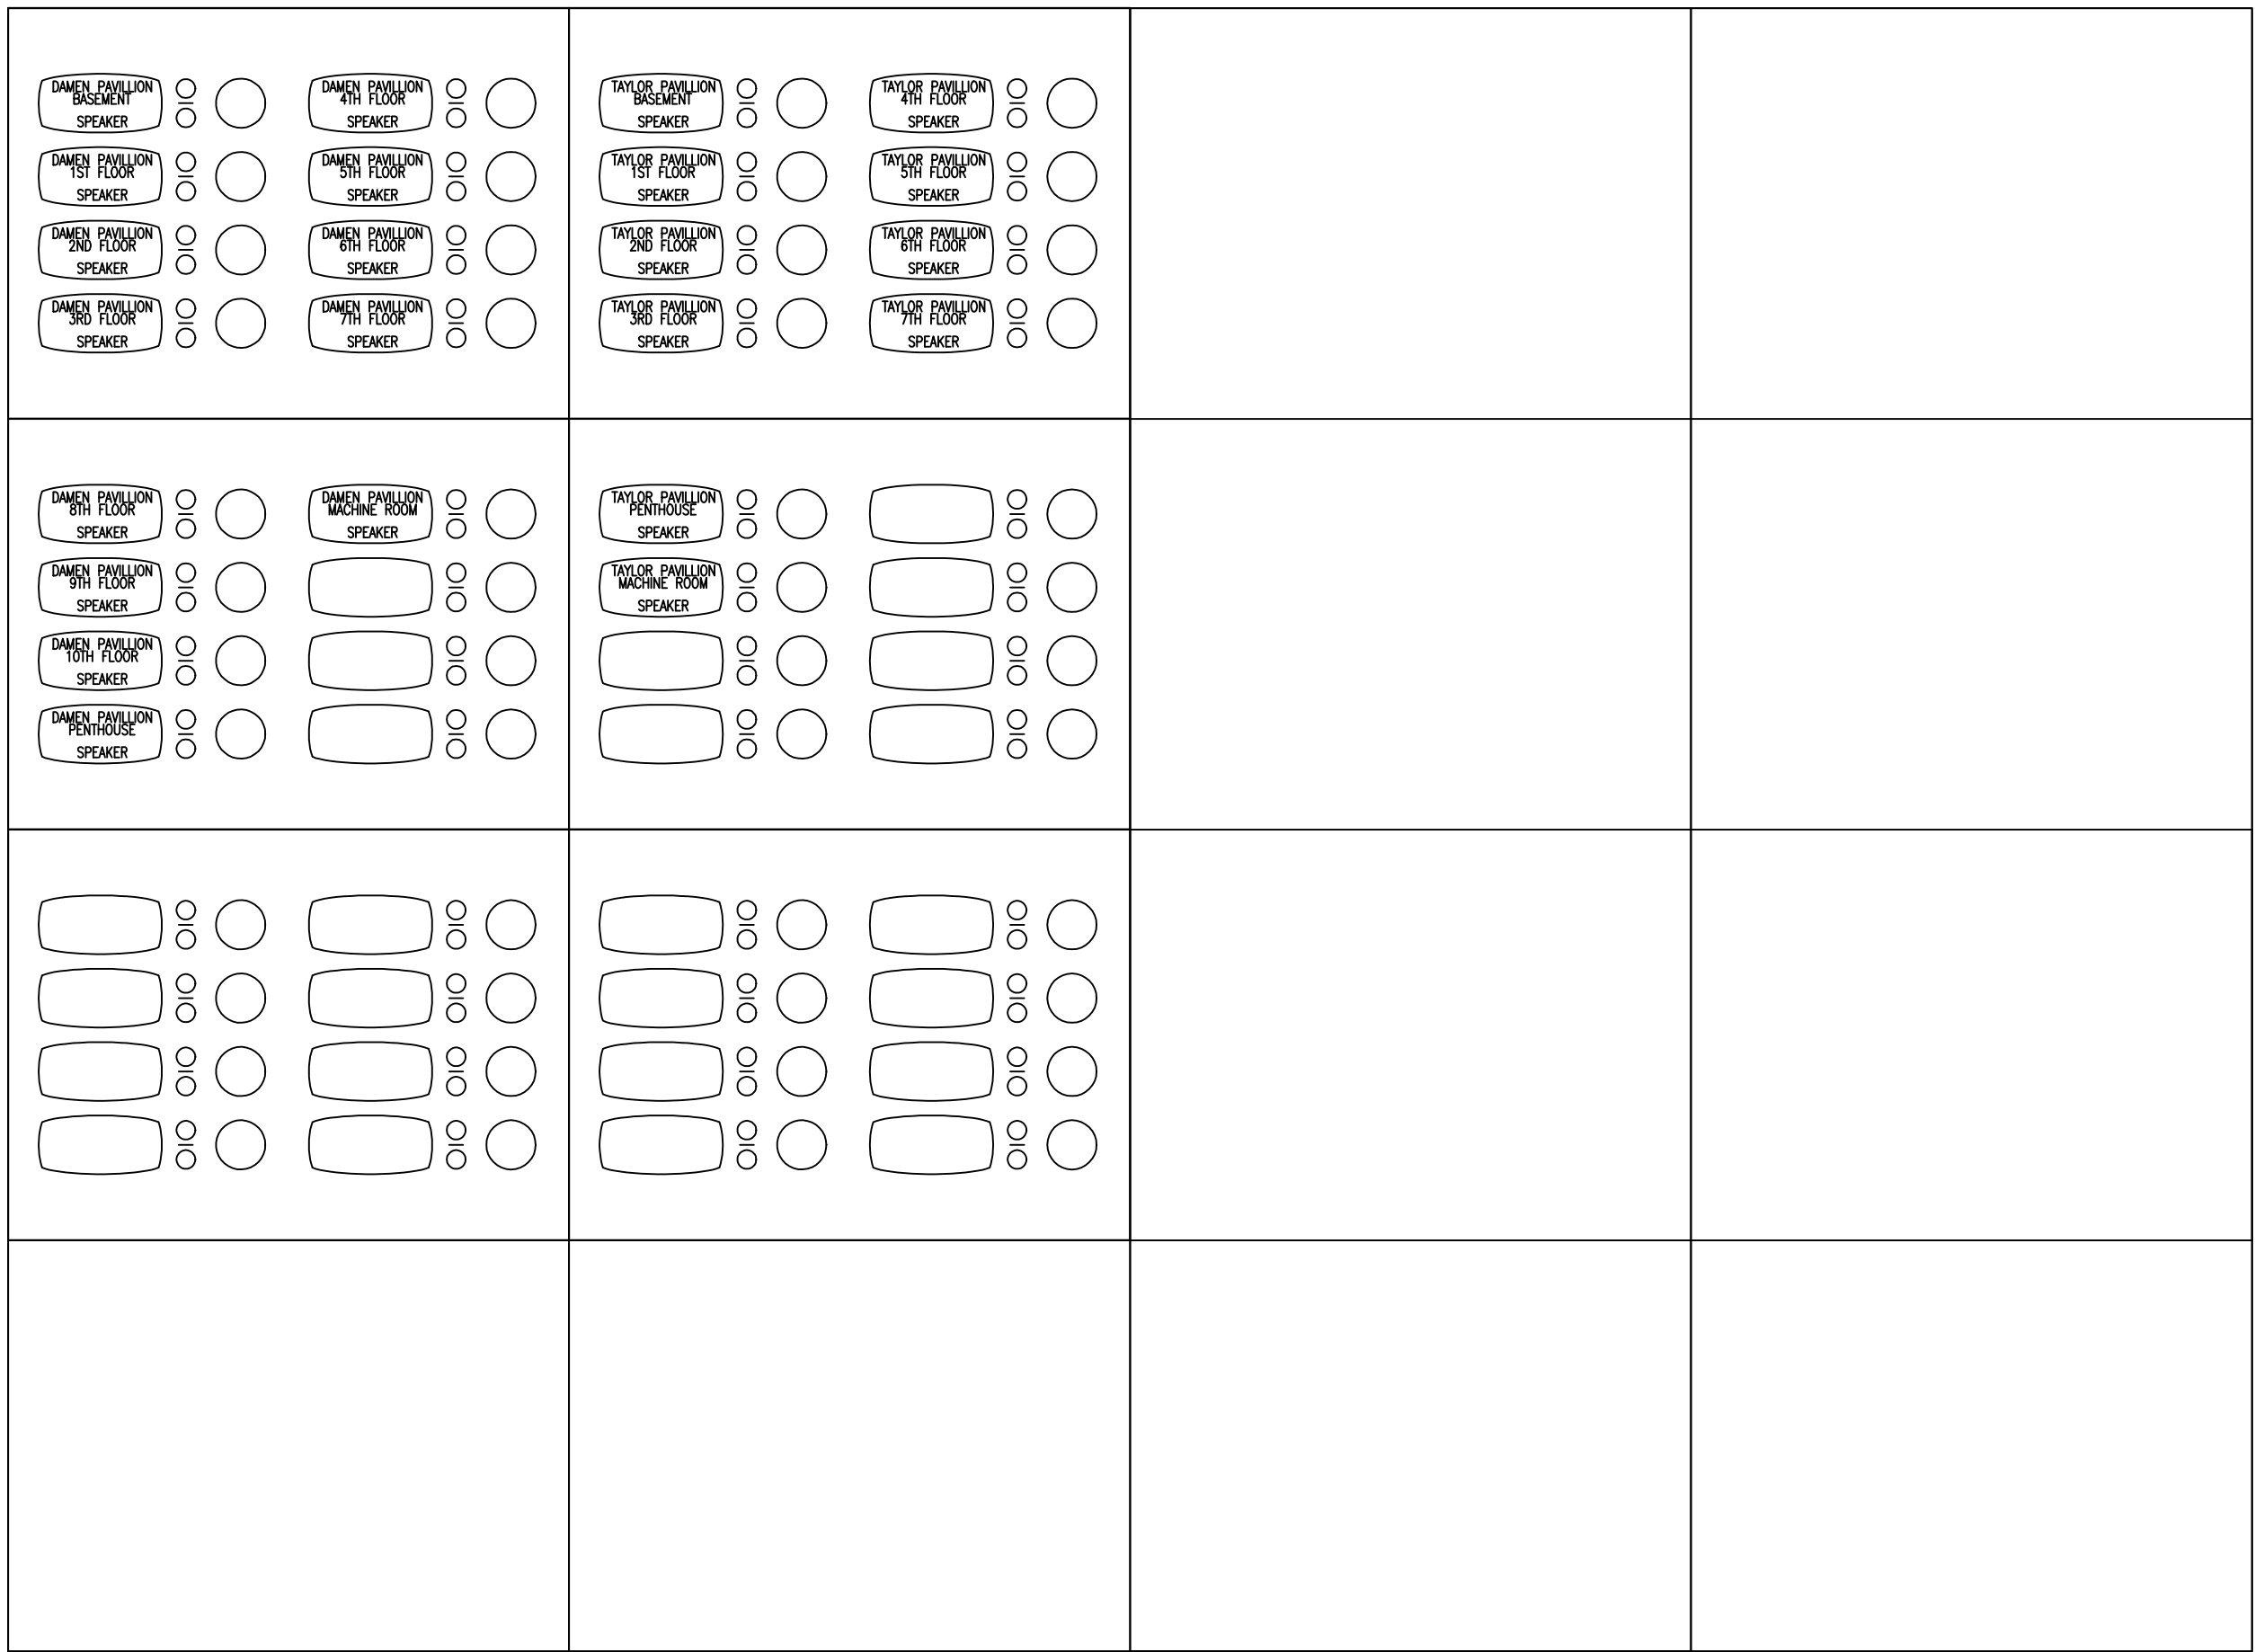 DAMEN PAVILLION
BASEMENT
SPEAKER
DAMEN PAVILLION
1ST FLOOR
SPEAKER
DAMEN PAVILLION
2ND FLOOR
SPEAKER
DAMEN PAVILLION
3RD FLOOR
SPEAKER
DAMEN PAVILLION
4TH FLOOR
SPEAKER
DAMEN PAVILLION
5TH FLOOR
SPEAKER
DAMEN PAVILLION
6TH FLOOR
SPEAKER
DAMEN PAVILLION
7TH FLOOR
SPEAKER
TAYLOR PAVILLION
BASEMENT
SPEAKER
TAYLOR PAVILLION
1ST FLOOR
SPEAKER
TAYLOR PAVILLION
2ND FLOOR
SPEAKER
TAYLOR PAVILLION
3RD FLOOR
SPEAKER
TAYLOR PAVILLION
4TH FLOOR
SPEAKER
TAYLOR PAVILLION
5TH FLOOR
SPEAKER
TAYLOR PAVILLION
6TH FLOOR
SPEAKER
TAYLOR PAVILLION
7TH FLOOR
SPEAKER
DAMEN PAVILLION
8TH FLOOR
SPEAKER
DAMEN PAVILLION
9TH FLOOR
SPEAKER
DAMEN PAVILLION
10TH FLOOR
SPEAKER
DAMEN PAVILLION
PENTHOUSE
SPEAKER
DAMEN PAVILLION
MACHINE ROOM
SPEAKER
TAYLOR PAVILLION
PENTHOUSE
SPEAKER
TAYLOR PAVILLION
MACHINE ROOM
SPEAKER